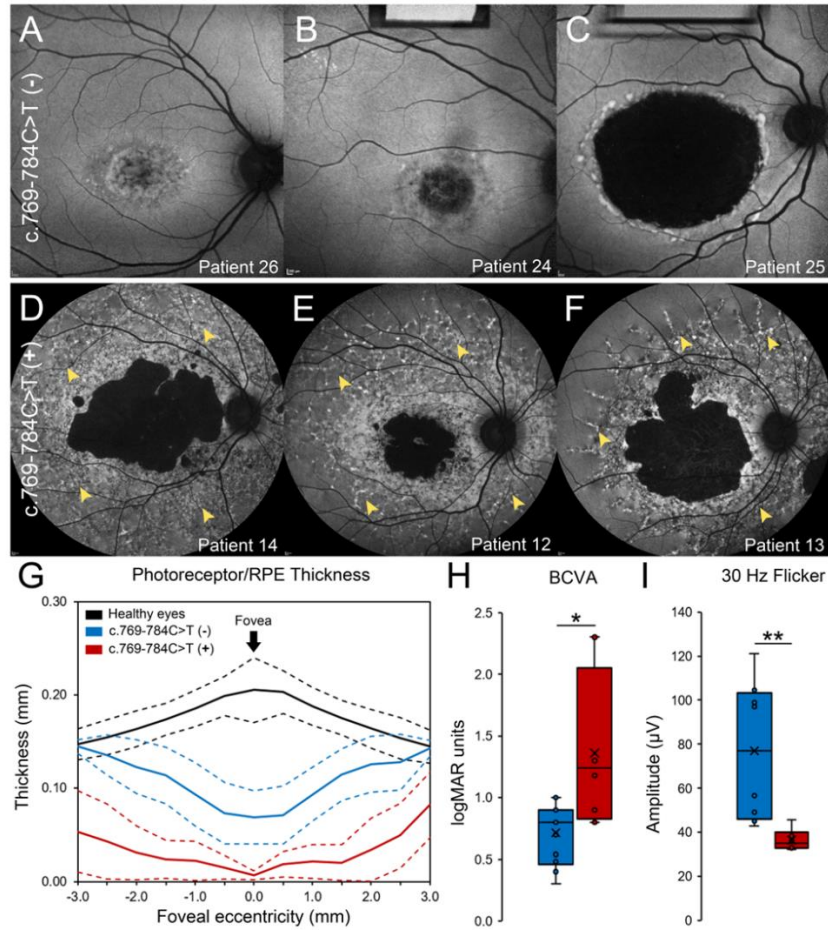 A
B
C
c.769-784C>T (-)
Patient 26
Patient 24
Patient 25
D
E
F
c.769-784C>T (+)
Patient 14
Patient 12
Patient 13
G
Photoreceptor/RPE Thickness
Healthy eyes
c.769-784C>T (-)
c.769-784C>T (+)
Fovea
Thickness (mm)
0.30
0.20
0.10
0.00
-3.0
-2.0
-1.0
0.0
1.0
2.0
3.0
Foveal eccentricity (mm)
H
BCVA
*
logMAR units
2.5
2.0
1.5
1.0
0.5
0.0
I
30 Hz Flicker
**
Amplitude (µV)
140
120
100
80
60
40
20
0